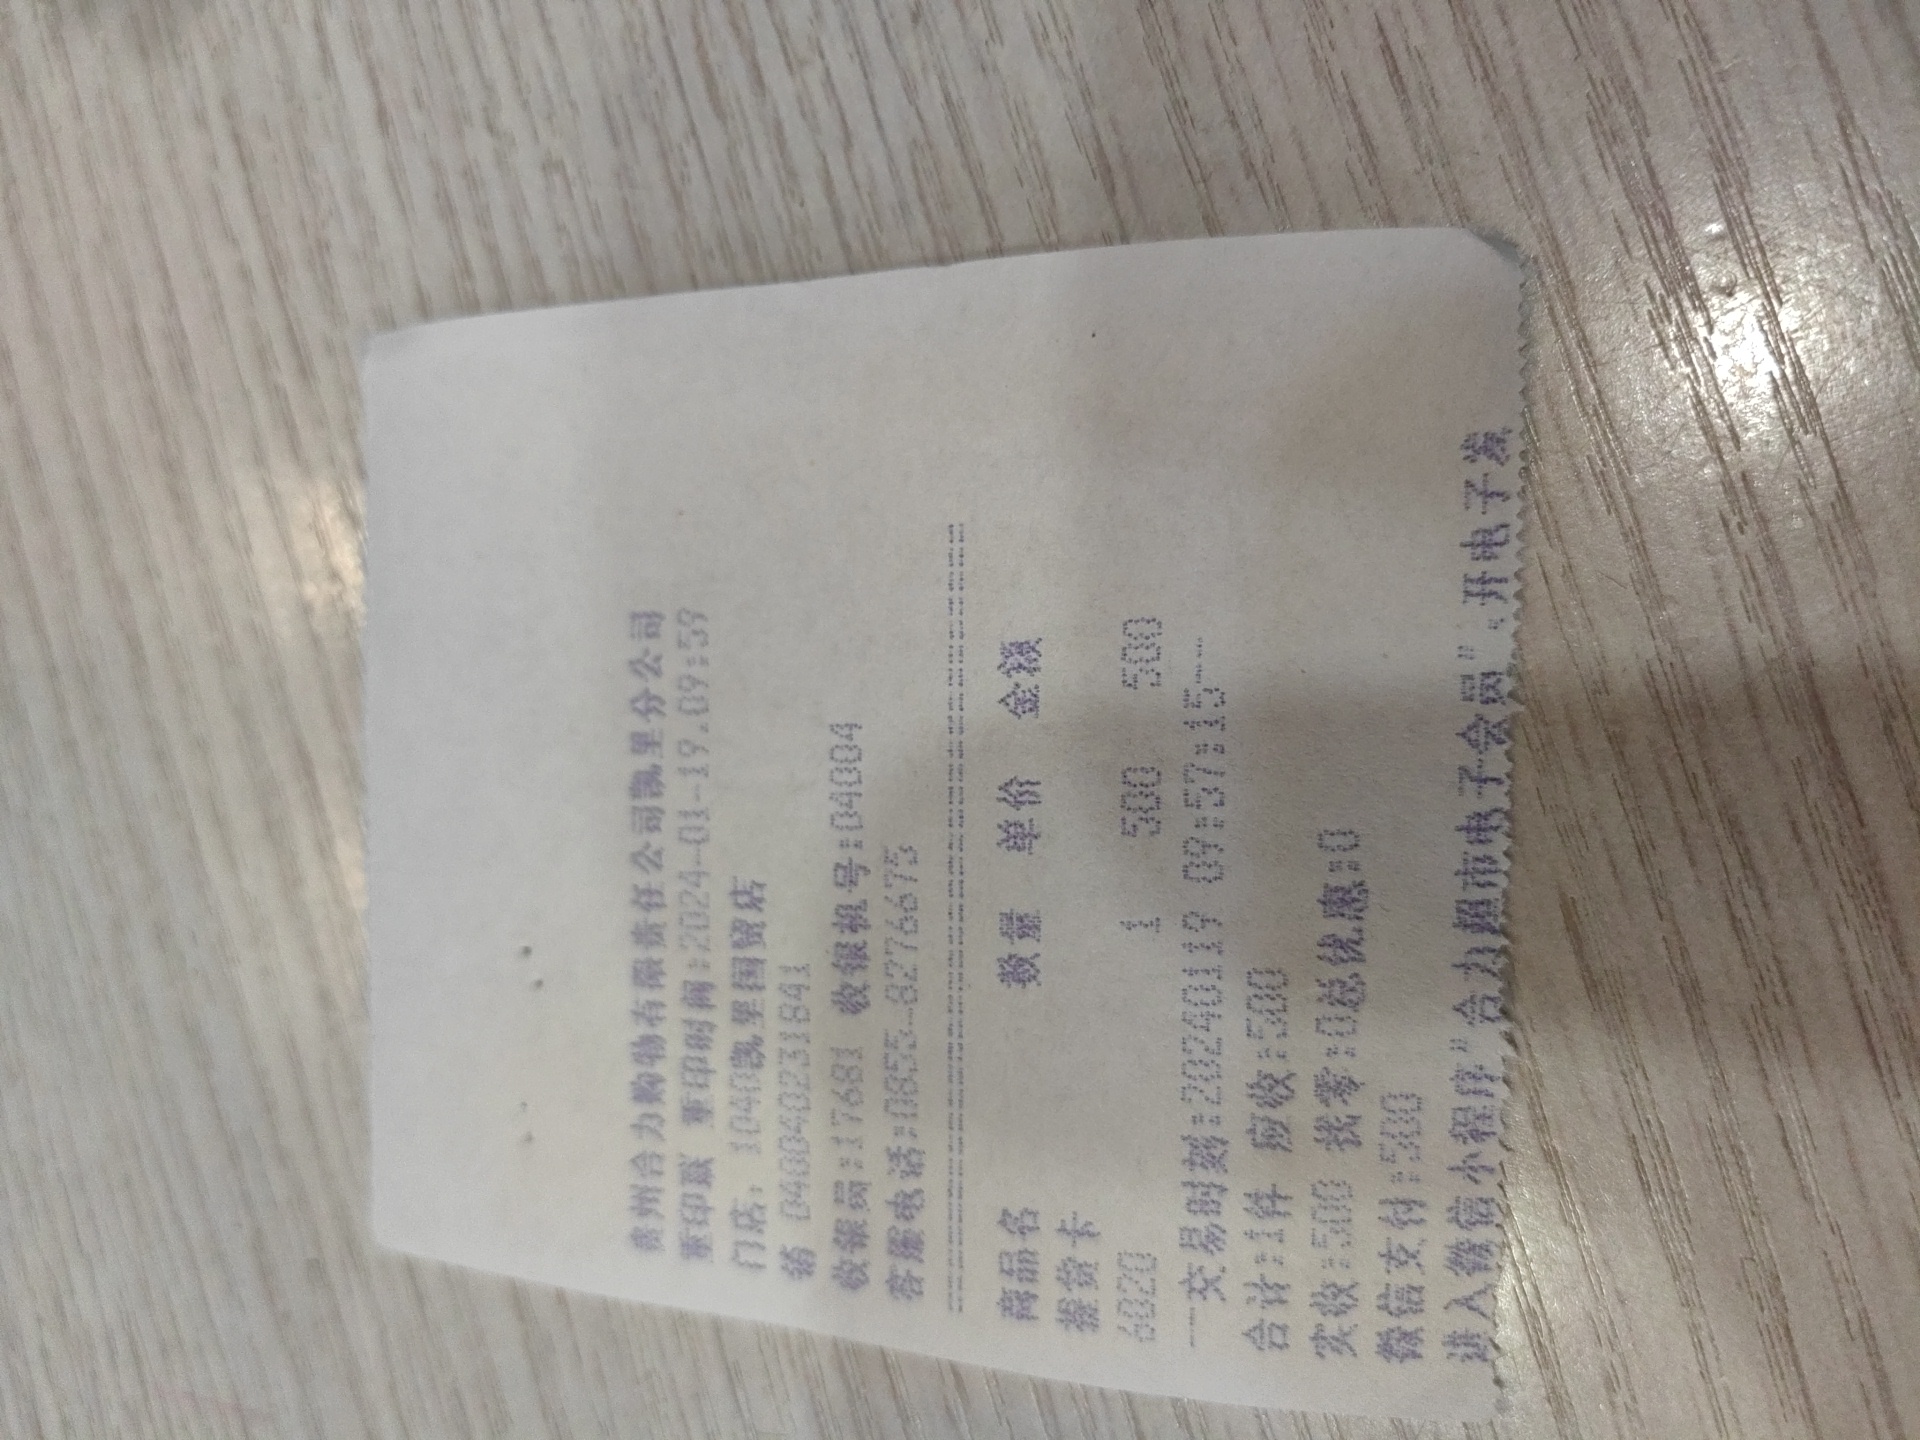 贵州合力购物有限责任公司凯里分公司
重印联 重印时间:2024-01-19.09:59
门店: 1040凯里国贸店
销 040040231841
收银员:17681 收银机号:04004
客服电话:0855-8276675
================================
商品名 数量 单价 金额
提货卡
6020 1 500 500
--交易时刻:20240119 09:57:15--
合计:1件 应收:500
实收:500 找零:0总优惠:0
微信支付:500
进入微信小程序"合力超市电子会员",开电子发